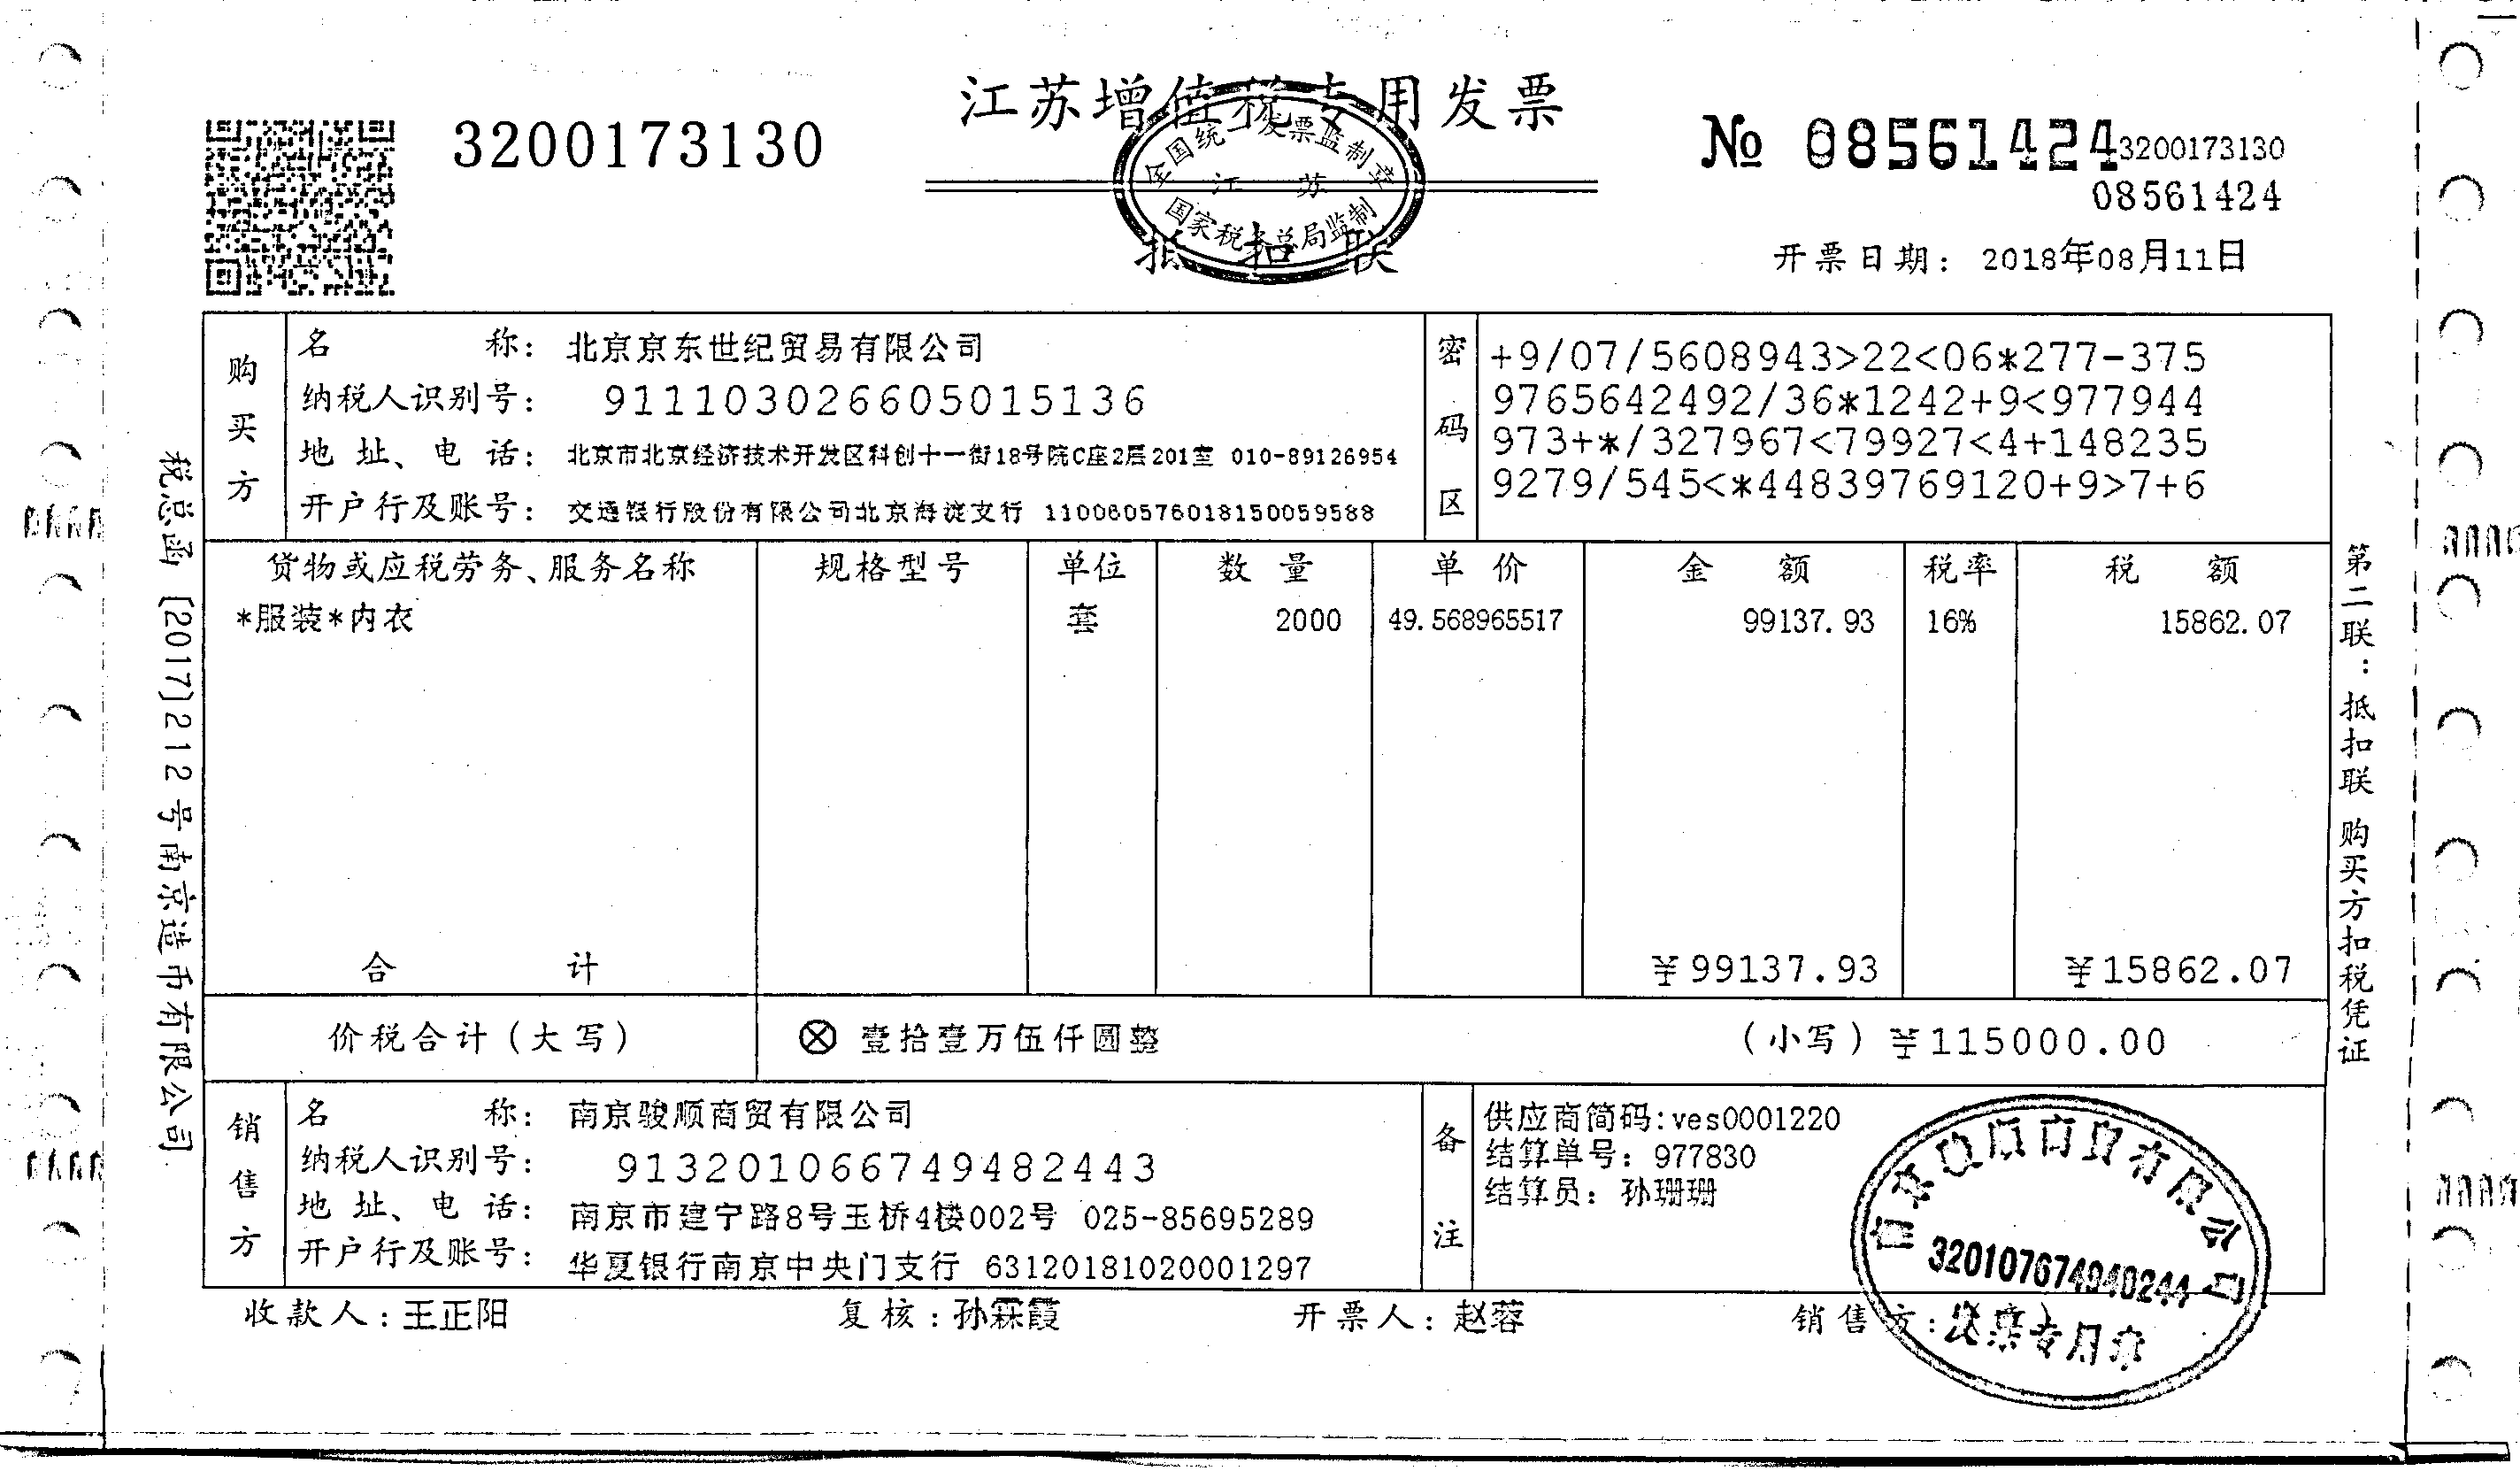 江苏增值税专用发票
3200173130
№ 08561424
3200173130
08561424
全国统一发票监制章
江 苏
国家税务总局监制
抵 扣 联
开票日期: 2018年08月11日
购买方
名 称: 北京京东世纪贸易有限公司
纳税人识别号: 911103026605015136
地 址、电 话: 北京市北京经济技术开发区科创十一街18号院C座2层201室 010-89126954
开户行及账号: 交通银行股份有限公司北京海淀支行 110060576018150059588
密码区
+9/07/5608943>22<06*277-375
9765642492/36*1242+9<977944
973+*/327967<79927<4+148235
9279/545<*44839769120+9>7+6
货物或应税劳务、服务名称 规格型号 单位 数 量 单 价 金 额 税率 税 额
*服装*内衣 套 2000 49.568965517 99137.93 16% 15862.07
合 计 ¥99137.93 ¥15862.07
价税合计(大写) ⊗ 壹拾壹万伍仟圆整 (小写) ¥115000.00
销售方
名 称: 南京骏顺商贸有限公司
纳税人识别号: 913201066749482443
地 址、电 话: 南京市建宁路8号玉桥4楼002号 025-85695289
开户行及账号: 华夏银行南京中央门支行 63120181020001297
备注
供应商简码:ves0001220
结算单号: 977830
结算员: 孙珊珊
收款人:王正阳 复核:孙霖霞 开票人:赵蓉 销售方:(章)
南京骏顺商贸有限公司
发票专用章
税总函[2017]212号南京造币有限公司
第二联:抵扣联 购买方扣税凭证